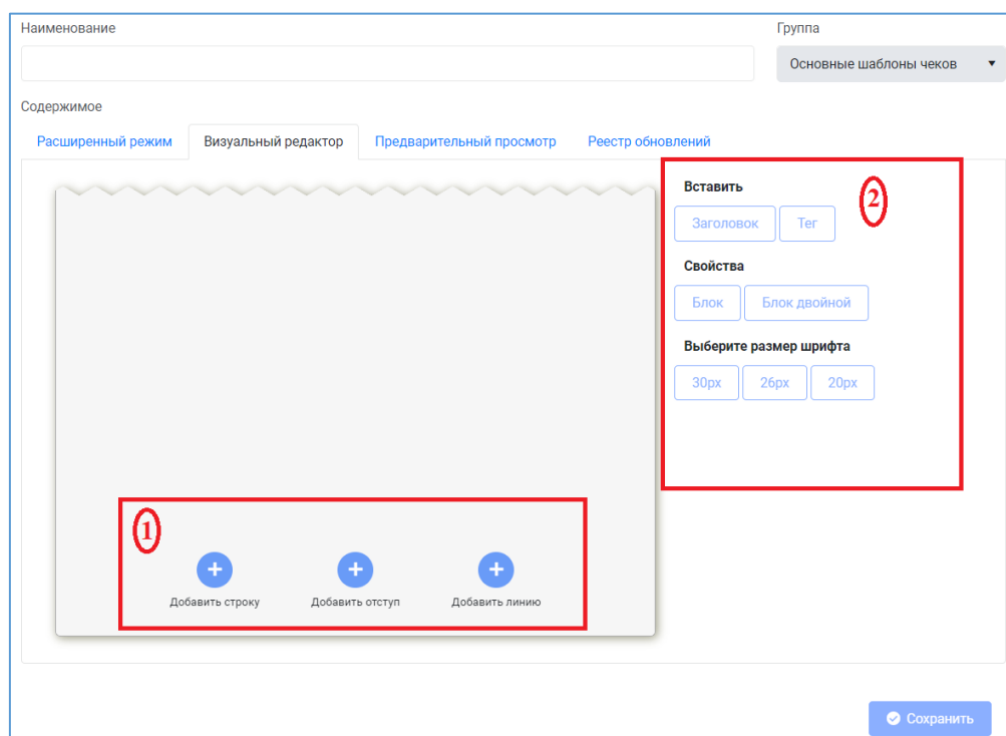 Наименование
Группа
Основные шаблоны чеков
Содержимое
Расширенный режим Визуальный редактор Предварительный просмотр Реестр обновлений
Вставить
2
Заголовок Тег
Свойства
Блок Блок двойной
Выберите размер шрифта
30px 26px 20px
1
Добавить строку Добавить отступ Добавить линию
Сохранить